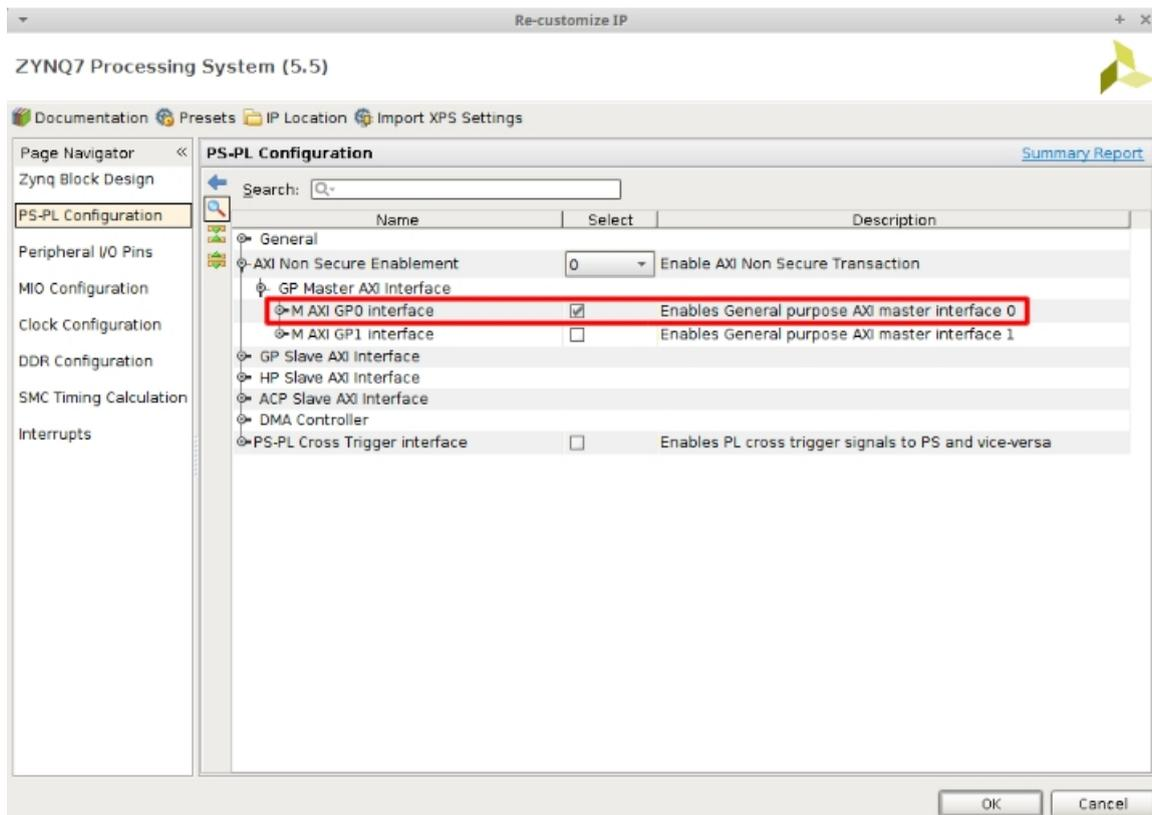 Re-customize IP
ZYNQ7 Processing System (5.5)
Documentation Presets IP Location Import XPS Settings
Page Navigator «
Zynq Block Design
PS-PL Configuration
Peripheral I/O Pins
MIO Configuration
Clock Configuration
DDR Configuration
SMC Timing Calculation
Interrupts
PS-PL Configuration Summary Report
Search:
Name Select Description
General
AXI Non Secure Enablement 0 Enable AXI Non Secure Transaction
GP Master AXI Interface
M AXI GP0 interface Enables General purpose AXI master interface 0
M AXI GP1 interface Enables General purpose AXI master interface 1
GP Slave AXI Interface
HP Slave AXI Interface
ACP Slave AXI Interface
DMA Controller
PS-PL Cross Trigger interface Enables PL cross trigger signals to PS and vice-versa
OK Cancel